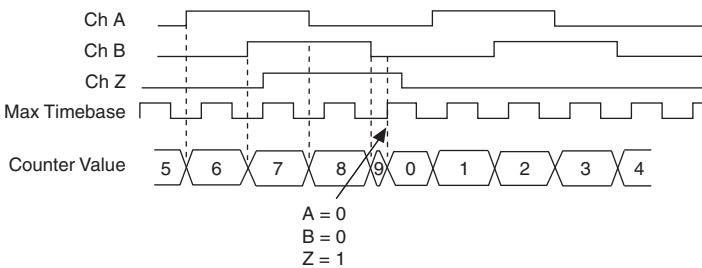 Ch A
Ch B
Ch Z
Max Timebase
Counter Value 5 6 7 8 9 0 1 2 3 4
A = 0
B = 0
Z = 1